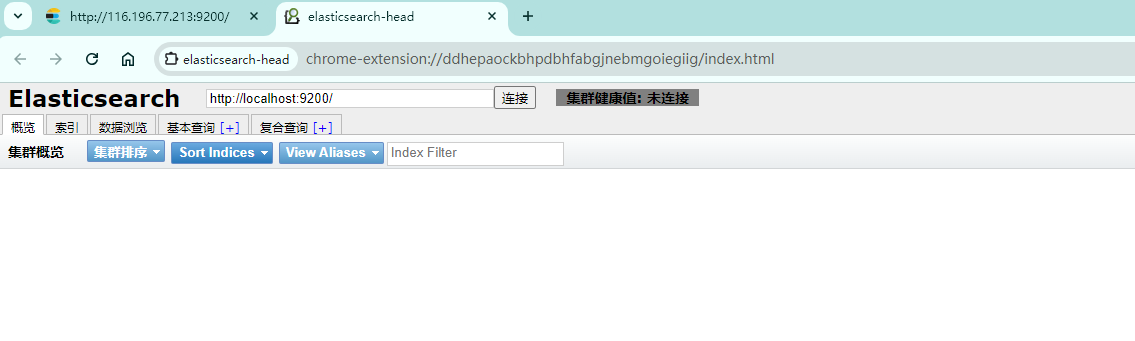 http://116.196.77.213:9200/ elasticsearch-head
elasticsearch-head chrome-extension://ddhepaockbhpdbhfabgjnebmgoiegiig/index.html
Elasticsearch http://localhost:9200/ 连接 集群健康值: 未连接
概览 索引 数据浏览 基本查询 [+] 复合查询 [+]
集群概览 集群排序 Sort Indices View Aliases Index Filter